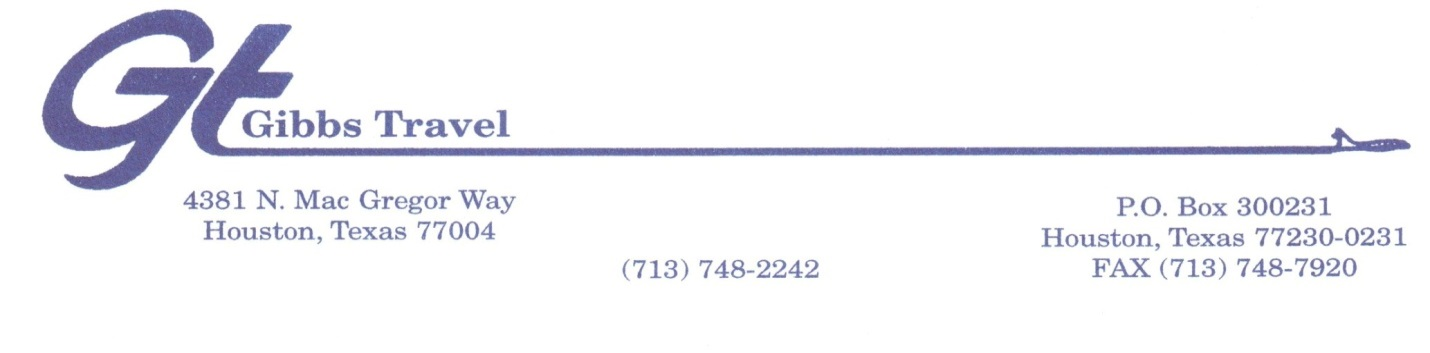 Gt
Gibbs Travel
4381 N. Mac Gregor Way
Houston, Texas 77004
(713) 748-2242
P.O. Box 300231
Houston, Texas 77230-0231
FAX (713) 748-7920